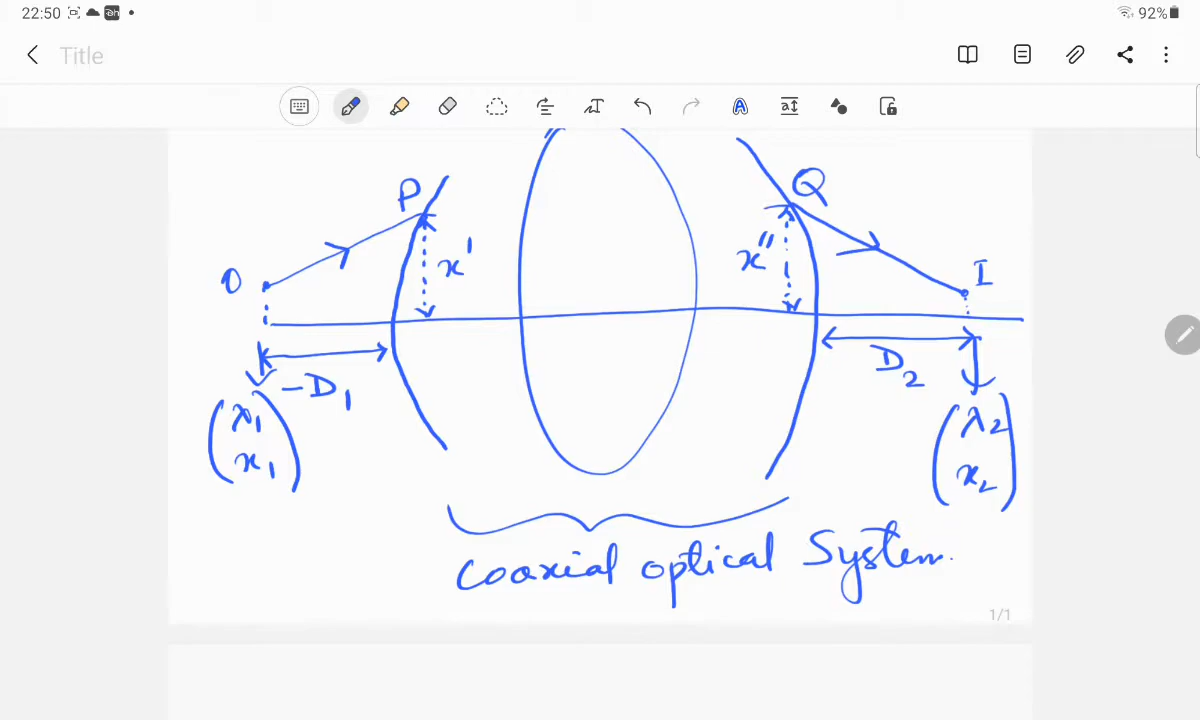 22:50
92%
Title
P
Q
O
x'
x"
I
-D₁
D₂
(λ₁
x₁)
(λ₂
x₂)
Coaxial optical System.
1/1